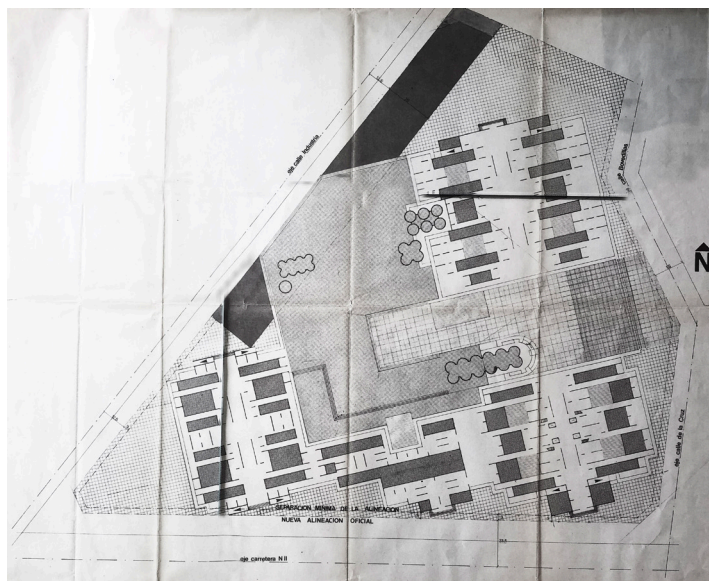 eje calle Industria
N
eje calle de la Cruz
SEPARACION MINIMA DE LA ALINEACION
NUEVA ALINEACION OFICIAL
eje carretera N II